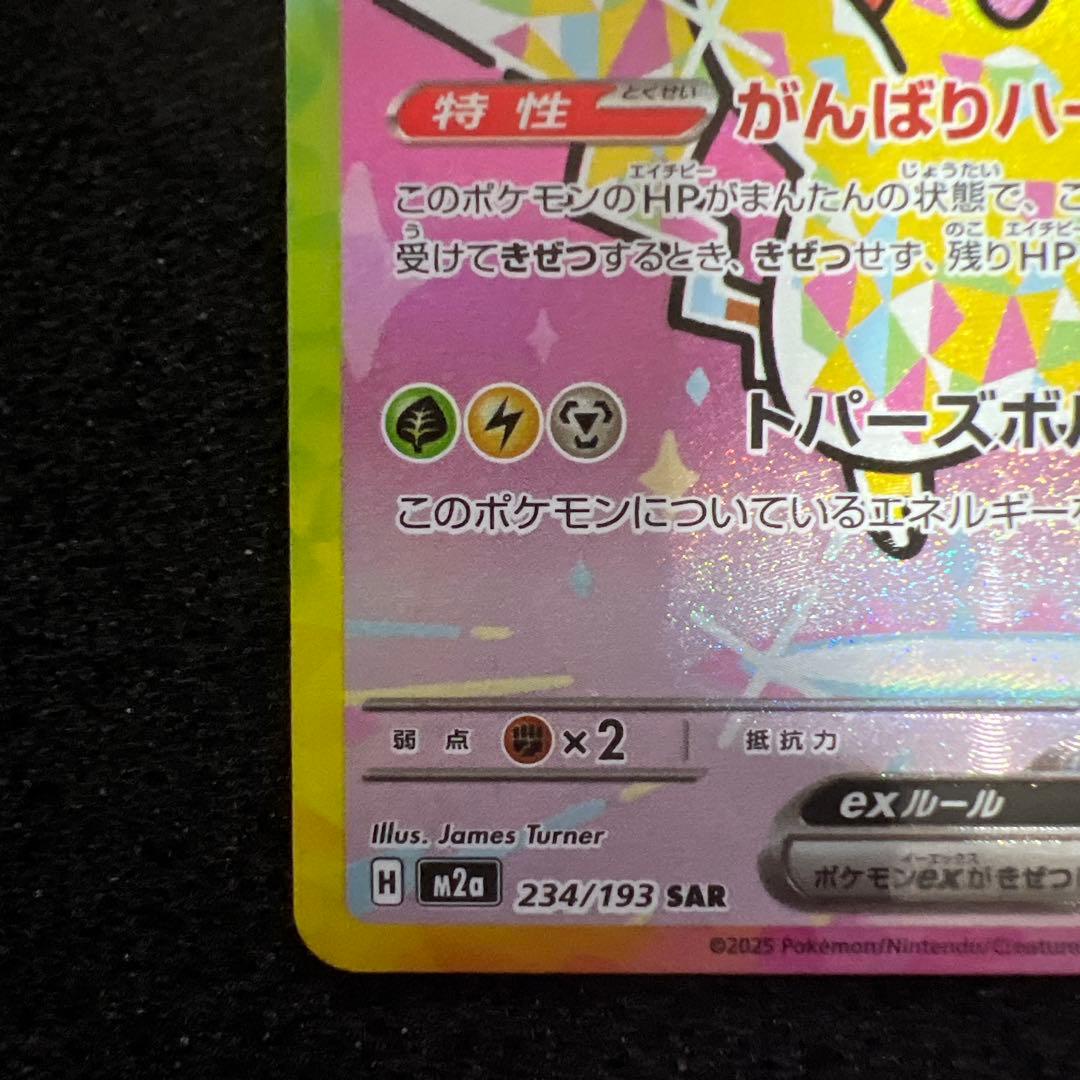 特性 とくせい がんばりハー
エイチピー じょうたい
このポケモンのHPがまんたんの状態で、こ
う のこ エイチピー
受けてきぜつするとき、きぜつせず、残りHP
トパーズボル
このポケモンについているエネルギーを
弱点 ×2 抵抗力
exルール
Illus. James Turner
イーエックス
ポケモンexがきぜつ
H M2a 234/193 SAR
©2025 Pokémon/Nintendo/Creature